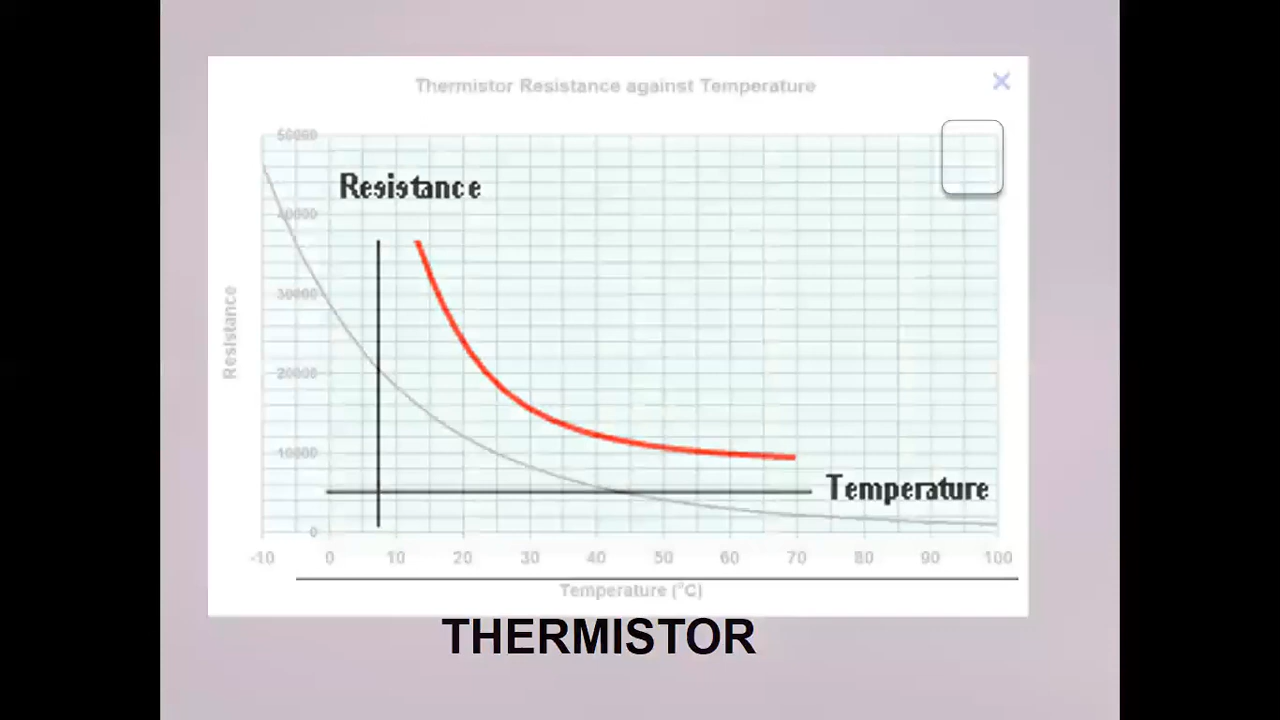 Thermistor Resistance against Temperature
50000
Resistance
40000
30000
Resistance
20000
10000
Temperature
0
-10 0 10 20 30 40 50 60 70 80 90 100
Temperature (°C)
THERMISTOR